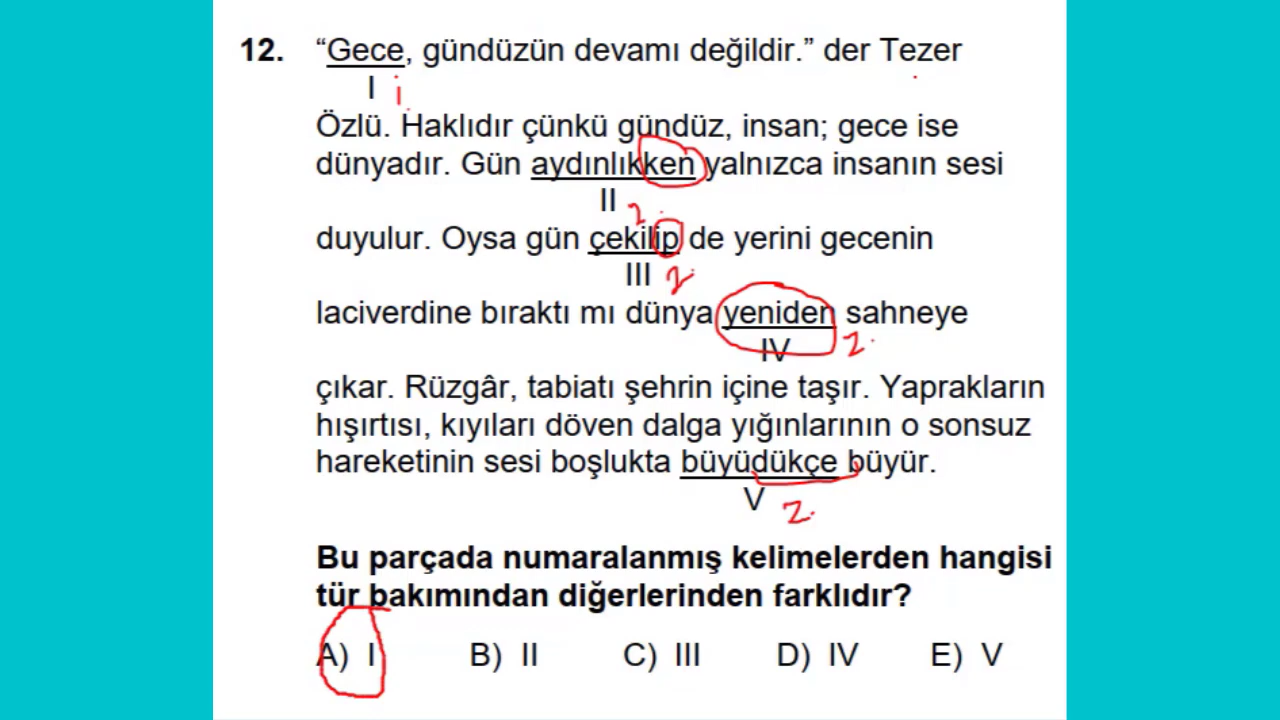 12. “Gece, gündüzün devamı değildir.” der Tezer
I i
Özlü. Haklıdır çünkü gündüz, insan; gece ise
dünyadır. Gün aydınlıkken yalnızca insanın sesi
II z
duyulur. Oysa gün çekilip de yerini gecenin
III z
laciverdine bıraktı mı dünya yeniden sahneye
IV z
çıkar. Rüzgâr, tabiatı şehrin içine taşır. Yaprakların
hışırtısı, kıyıları döven dalga yığınlarının o sonsuz
hareketinin sesi boşlukta büyüdükçe büyür.
V z
Bu parçada numaralanmış kelimelerden hangisi
tür bakımından diğerlerinden farklıdır?
A) I B) II C) III D) IV E) V